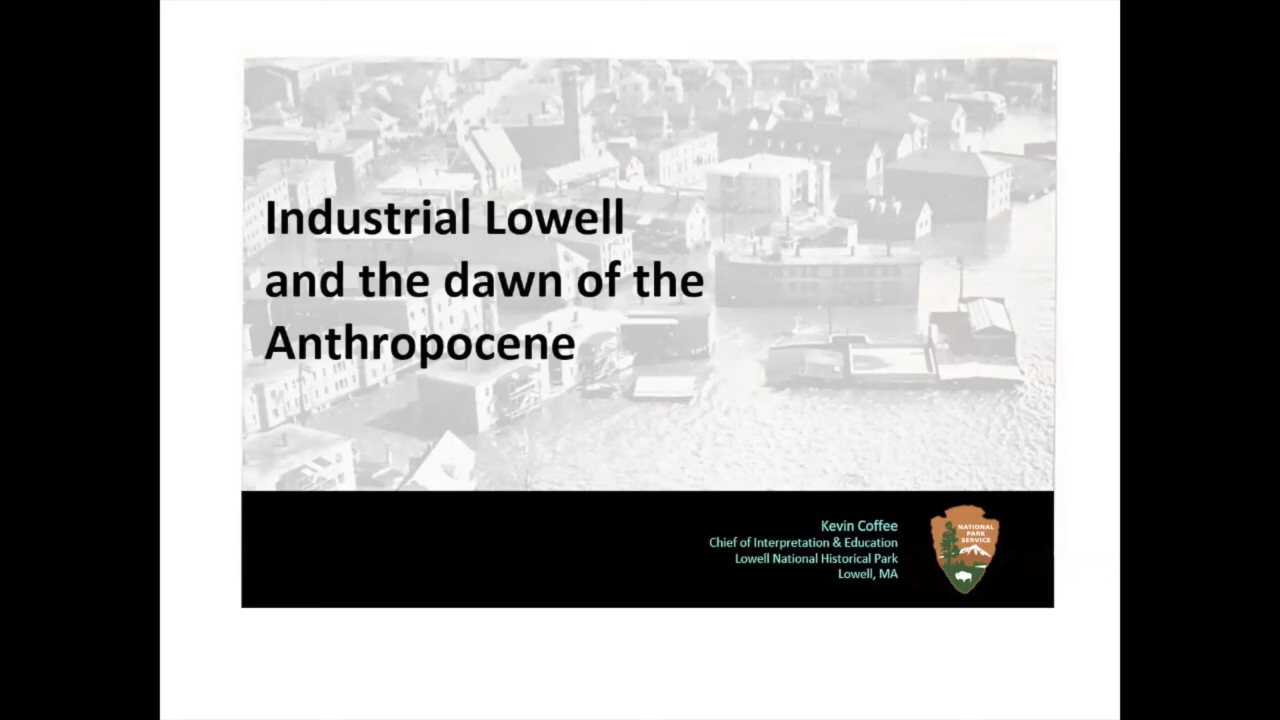 Industrial Lowell
and the dawn of the
Anthropocene
Kevin Coffee
Chief of Interpretation & Education
Lowell National Historical Park
Lowell, MA
NATIONAL
PARK
SERVICE